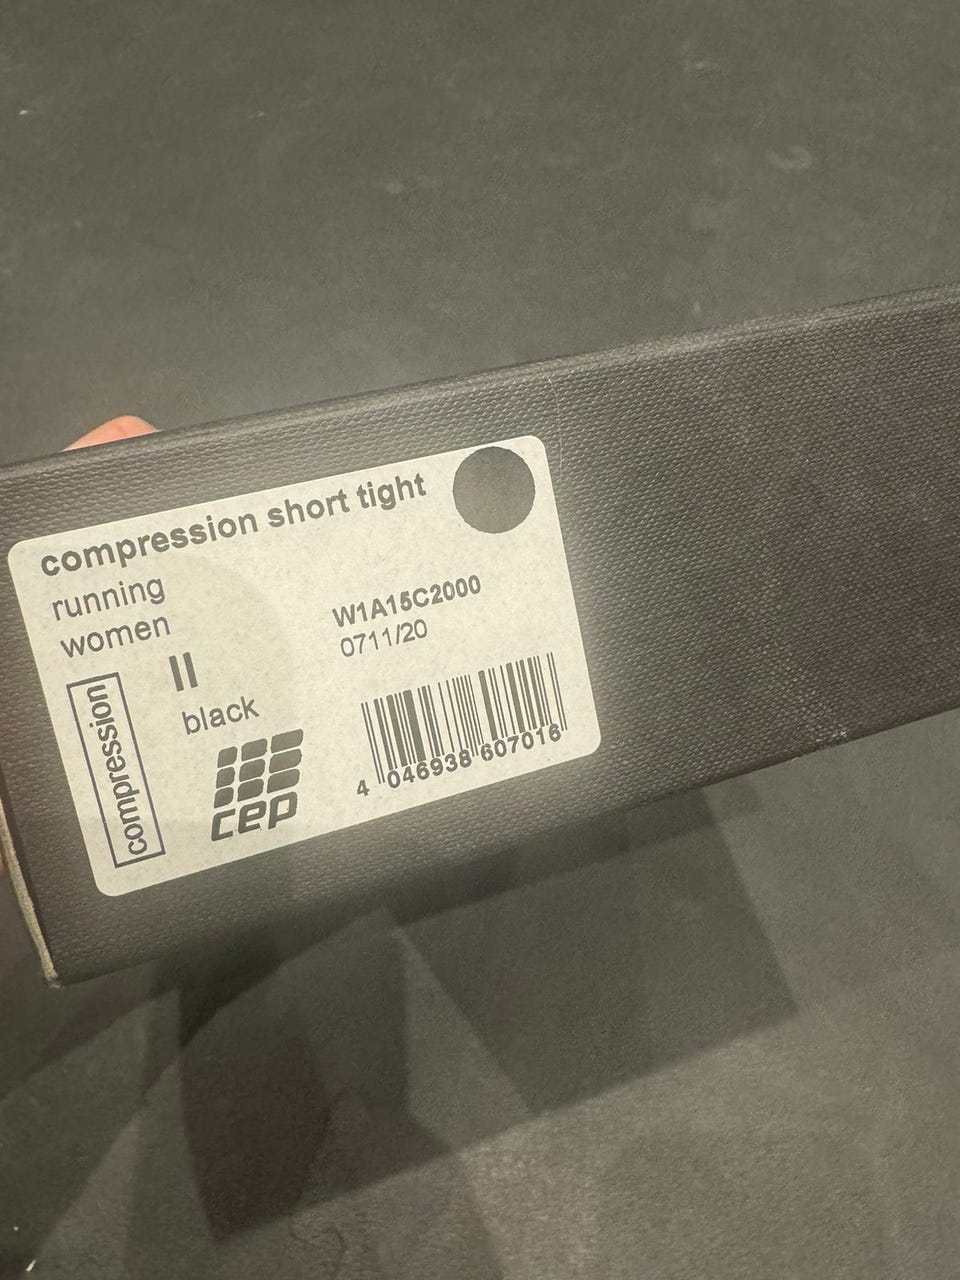 compression short tight
running
women
II
black
W1A15C2000
0711/20
compression
cep
4 046938 607016